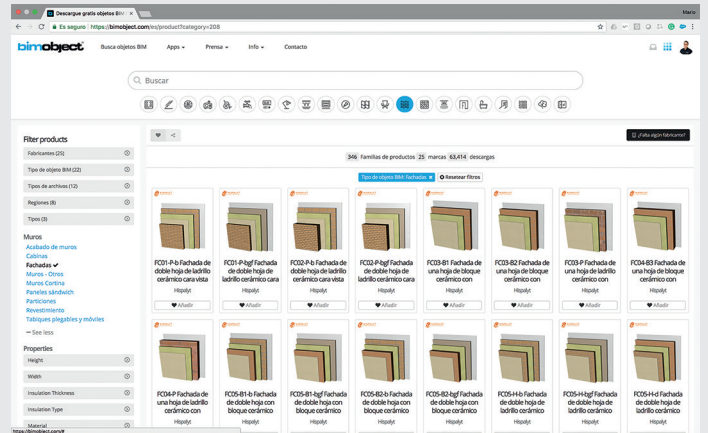 Descargue gratis objetos BIM
Mario
Es seguro
https://bimobject.com/es/product?category=208
bimobject
Busca objetos BIM
Apps
Prensa
Info
Contacto
Buscar
Filter products
Fabricantes (25)
Tipo de objeto BIM (22)
Tipos de archivos (12)
Regiones (8)
Tipos (3)
Muros
Acabado de muros
Cabinas
Fachadas
Muros - Otros
Muros Cortina
Paneles sándwich
Particiones
Revestimiento
Tabiques plegables y móviles
See less
Properties
Height
Width
Insulation Thickness
Insulation Type
Material
https://bimobject.com/#
¿Falta algún fabricante?
346 Familias de productos 25 marcas 63,414 descargas
Tipo de objeto BIM: Fachadas ×
Resetear filtros
FC01-P-b Fachada de
doble hoja de ladrillo
cerámico cara vista
Hispalyt
Añadir
FC01-P-bgf Fachada
de doble hoja de
ladrillo cerámico cara
Hispalyt
Añadir
FC02-P-b Fachada de
doble hoja de ladrillo
cerámico cara vista
Hispalyt
Añadir
FC02-P-bgf Fachada
de doble hoja de
ladrillo cerámico cara
Hispalyt
Añadir
FC03-B1 Fachada de
una hoja de bloque
cerámico con
Hispalyt
Añadir
FC03-B2 Fachada de
una hoja de bloque
cerámico con
Hispalyt
Añadir
FC03-P Fachada de
una hoja de ladrillo
cerámico con
Hispalyt
Añadir
FC04-B3 Fachada de
una hoja de bloque
cerámico con
Hispalyt
Añadir
FC04-P Fachada de
una hoja de ladrillo
cerámico con
Hispalyt
FC05-B1-b Fachada
de doble hoja con
bloque cerámico
Hispalyt
FC05-B1-bgf Fachada
de doble hoja con
bloque cerámico
Hispalyt
FC05-B2-b Fachada
de doble hoja con
bloque cerámico
Hispalyt
FC05-B2-bgf Fachada
de doble hoja con
bloque cerámico
Hispalyt
FC05-H-b Fachada
de doble hoja de
ladrillo cerámico
Hispalyt
FC05-H-bgf Fachada
de doble hoja de
ladrillo cerámico
Hispalyt
FC05-H-d Fachada
de doble hoja de
ladrillo cerámico
Hispalyt